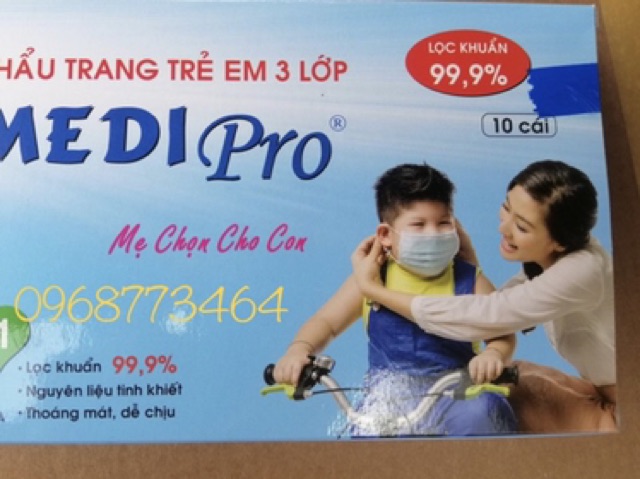 HẨU TRANG TRẺ EM 3 LỚP
LỌC KHUẨN
99,9%
MEDI Pro®
10 cái
Mẹ Chọn Cho Con
0968773464
1
· Lọc khuẩn 99,9%
· Nguyên liệu tinh khiết
· Thoáng mát, dễ chịu